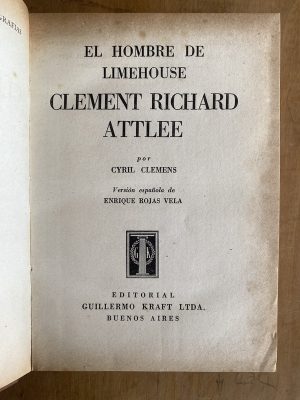 EL HOMBRE DE
LIMEHOUSE
CLEMENT RICHARD
ATTLEE
por
CYRIL CLEMENS
Versión española de
ENRIQUE ROJAS VELA
EDITORIAL
GUILLERMO KRAFT LTDA.
BUENOS AIRES